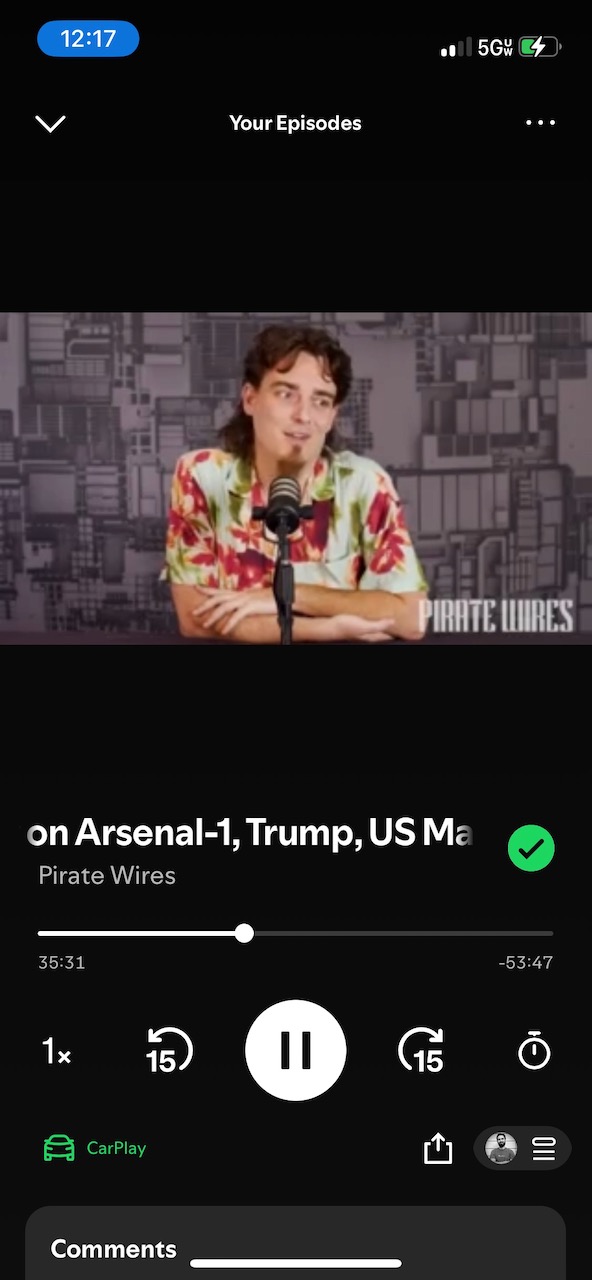 12:17
5G UW
Your Episodes
PIRATE WIRES
on Arsenal-1, Trump, US Ma
Pirate Wires
35:31
-53:47
1x
15
15
CarPlay
Comments